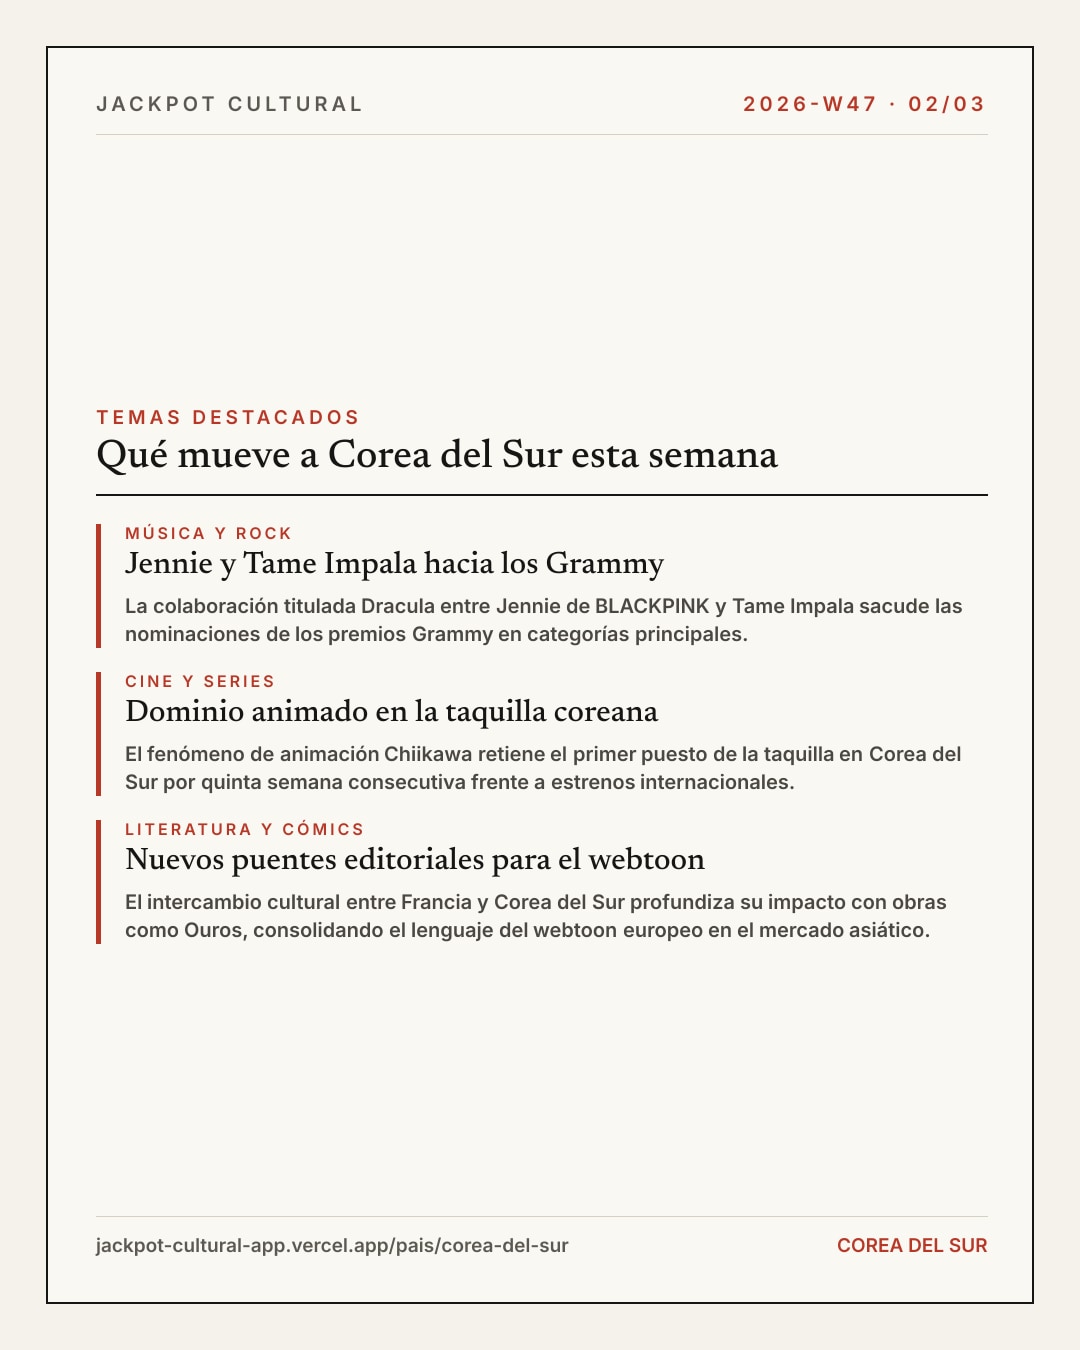 JACKPOT CULTURAL
2026-W47 · 02/03
TEMAS DESTACADOS
Qué mueve a Corea del Sur esta semana
MÚSICA Y ROCK
Jennie y Tame Impala hacia los Grammy
La colaboración titulada Dracula entre Jennie de BLACKPINK y Tame Impala sacude las
nominaciones de los premios Grammy en categorías principales.
CINE Y SERIES
Dominio animado en la taquilla coreana
El fenómeno de animación Chiikawa retiene el primer puesto de la taquilla en Corea del
Sur por quinta semana consecutiva frente a estrenos internacionales.
LITERATURA Y CÓMICS
Nuevos puentes editoriales para el webtoon
El intercambio cultural entre Francia y Corea del Sur profundiza su impacto con obras
como Ouros, consolidando el lenguaje del webtoon europeo en el mercado asiático.
jackpot-cultural-app.vercel.app/pais/corea-del-sur
COREA DEL SUR